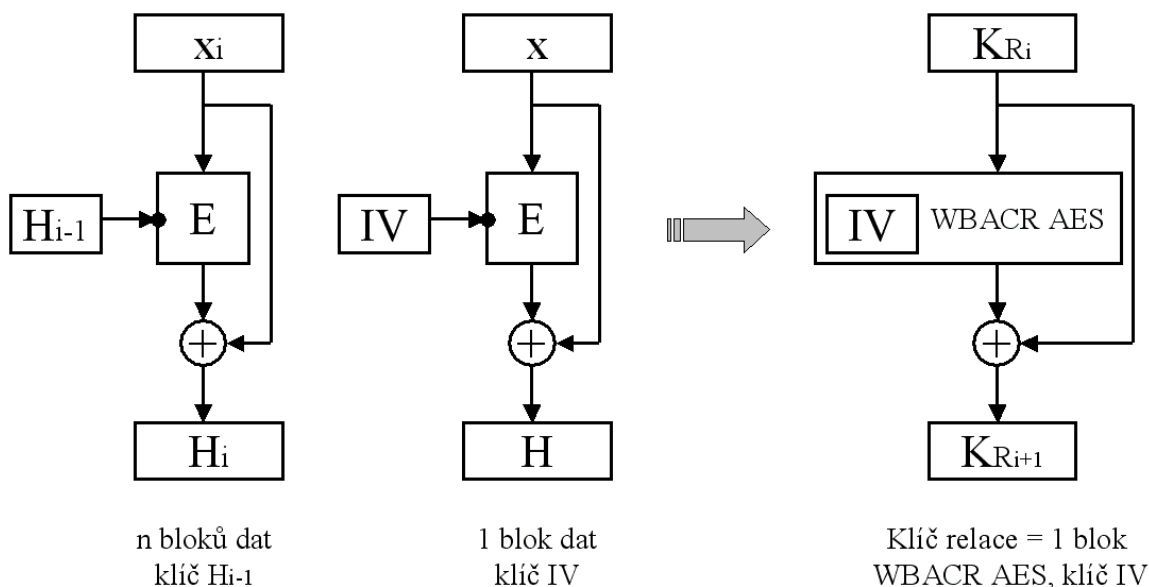 xi
x
KRi
Hi-1
E
IV
E
IV
WBACR AES
+
+
+
Hi
H
KRi+1
n bloků dat
klíč Hi-1
1 blok dat
klíč IV
Klíč relace = 1 blok
WBACR AES, klíč IV